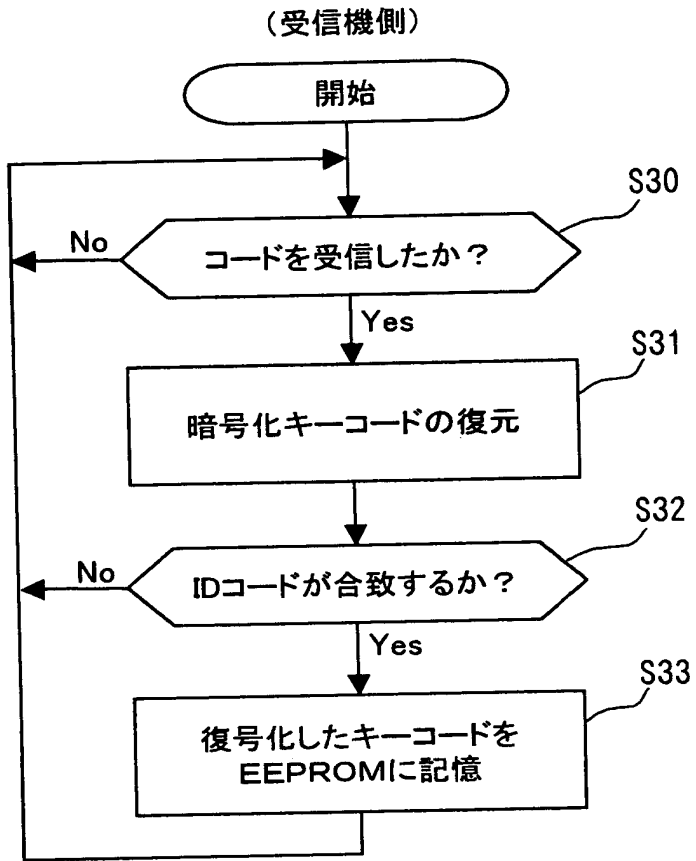 (受信機側)
開始
S30
コードを受信したか?
No
Yes
S31
暗号化キーコードの復元
S32
IDコードが合致するか?
No
Yes
S33
復号化したキーコードを
EEPROMに記憶